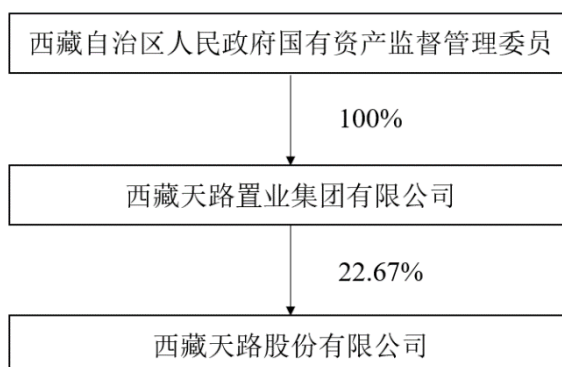 西藏自治区人民政府国有资产监督管理委员
100%
西藏天路置业集团有限公司
22.67%
西藏天路股份有限公司